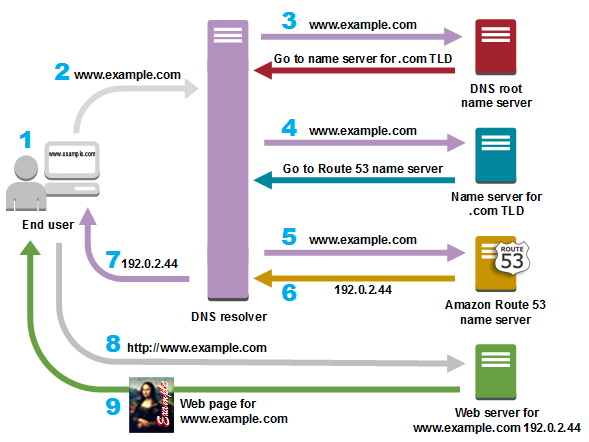 1
www.example.com
End user
2 www.example.com
DNS resolver
3 www.example.com
Go to name server for .com TLD
DNS root
name server
4 www.example.com
Go to Route 53 name server
Name server for
.com TLD
5 www.example.com
6 192.0.2.44
ROUTE
53
Amazon Route 53
name server
7 192.0.2.44
8 http://www.example.com
9
Example
Web page for
www.example.com
Web server for
www.example.com 192.0.2.44